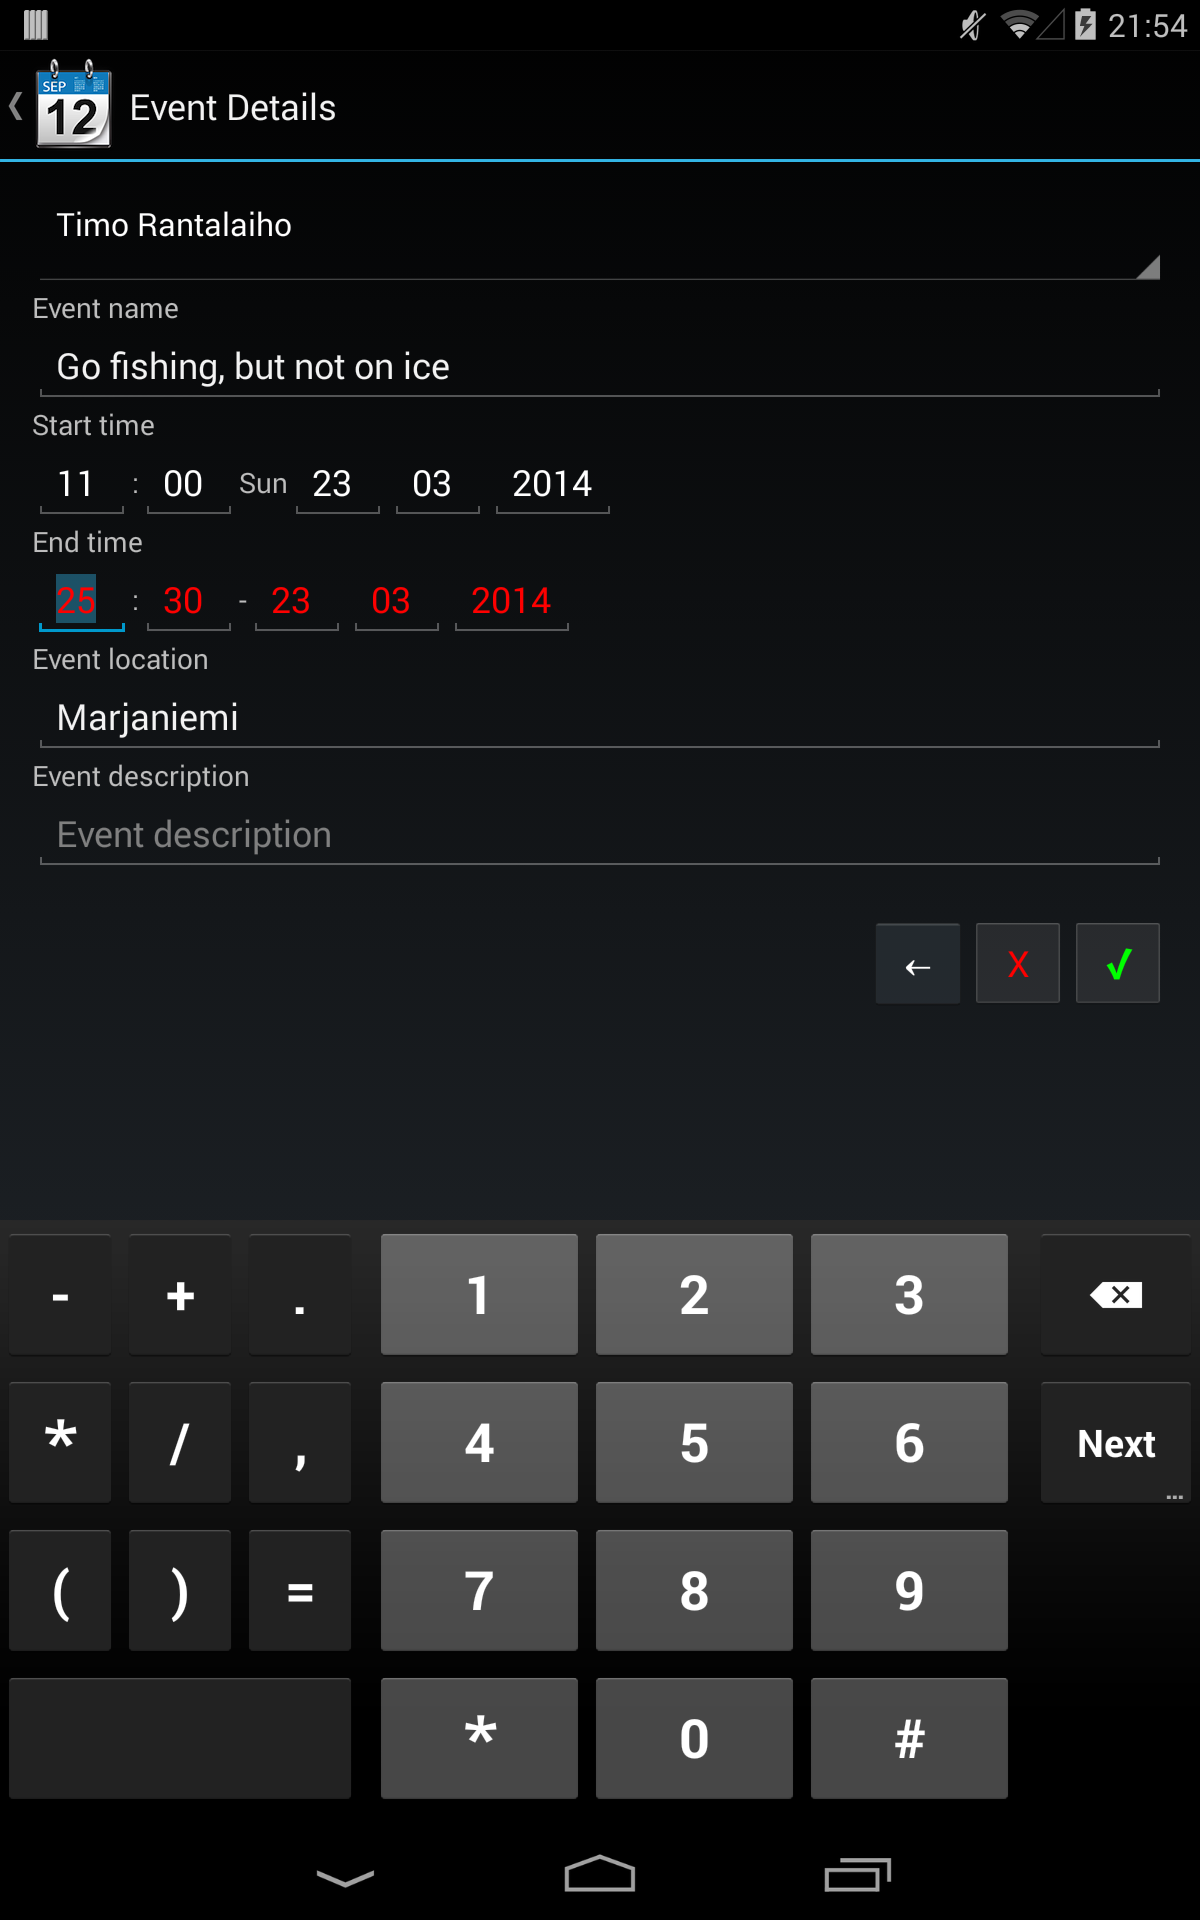 21:54
SEP
12
Event Details
Timo Rantalaiho
Event name
Go fishing, but not on ice
Start time
11 : 00 Sun 23 03 2014
End time
25 : 30 - 23 03 2014
Event location
Marjaniemi
Event description
Event description
← X √
- + . 1 2 3
* / , 4 5 6 Next ...
( ) = 7 8 9
* 0 #